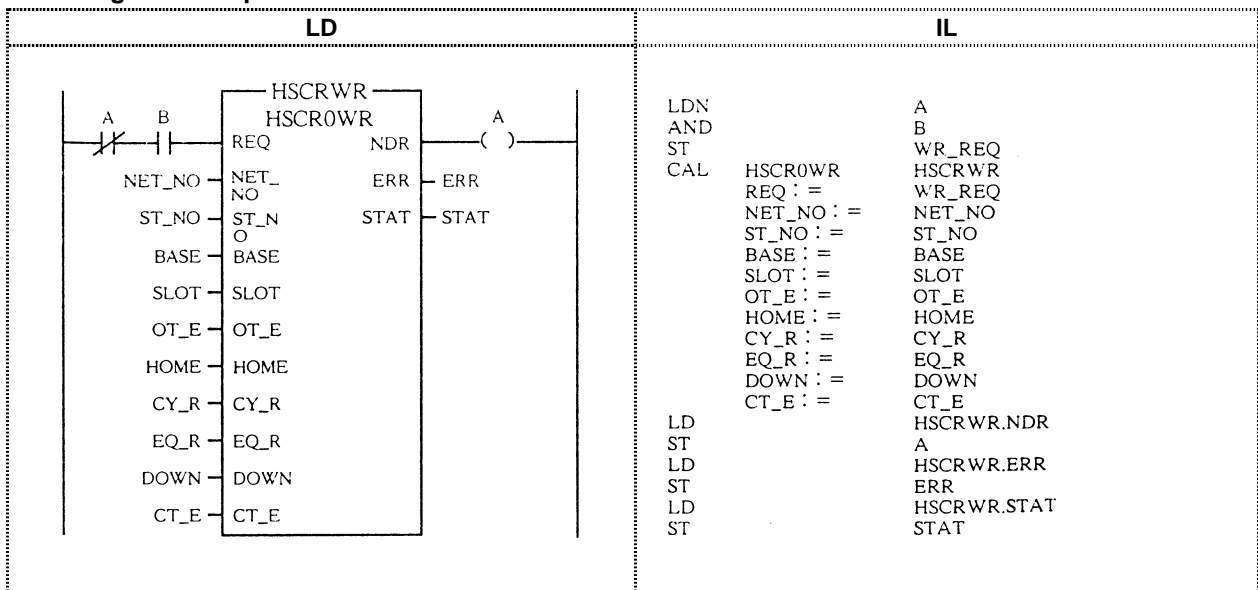 LD
IL
HSCRWR
A B HSCR0WR A
REQ NDR ( )
NET_NO NET_ ERR ERR
NO
ST_NO ST_N STAT STAT
O
BASE BASE
SLOT SLOT
OT_E OT_E
HOME HOME
CY_R CY_R
EQ_R EQ_R
DOWN DOWN
CT_E CT_E
LDN A
AND B
ST WR_REQ
CAL HSCR0WR HSCRWR
REQ := WR_REQ
NET_NO := NET_NO
ST_NO := ST_NO
BASE := BASE
SLOT := SLOT
OT_E := OT_E
HOME := HOME
CY_R := CY_R
EQ_R := EQ_R
DOWN := DOWN
CT_E := CT_E
LD HSCRWR.NDR
ST A
LD HSCRWR.ERR
ST ERR
LD HSCRWR.STAT
ST STAT